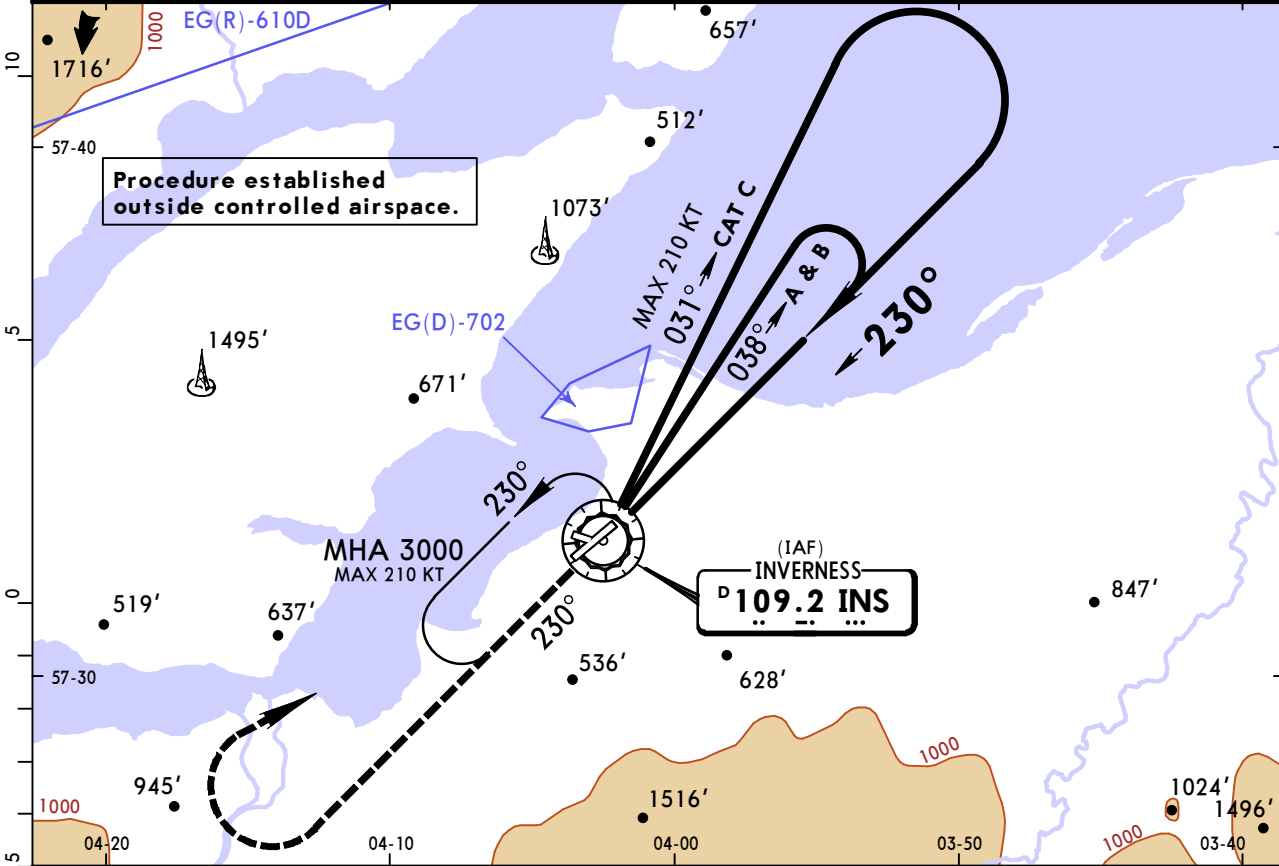 EG(R)-610D
1000
657'
1716'
10
512'
57-40
Procedure established
outside controlled airspace.
1073'
MAX 210 KT
031° CAT C
038° A & B
230°
EG(D)-702
5
1495'
671'
230°
MHA 3000
MAX 210 KT
(IAF)
INVERNESS
D 109.2 INS
0
519'
637'
230°
847'
536'
628'
57-30
945'
1000
1516'
1000
1024'
1496'
1000
5
04-20
04-10
04-00
03-50
03-40